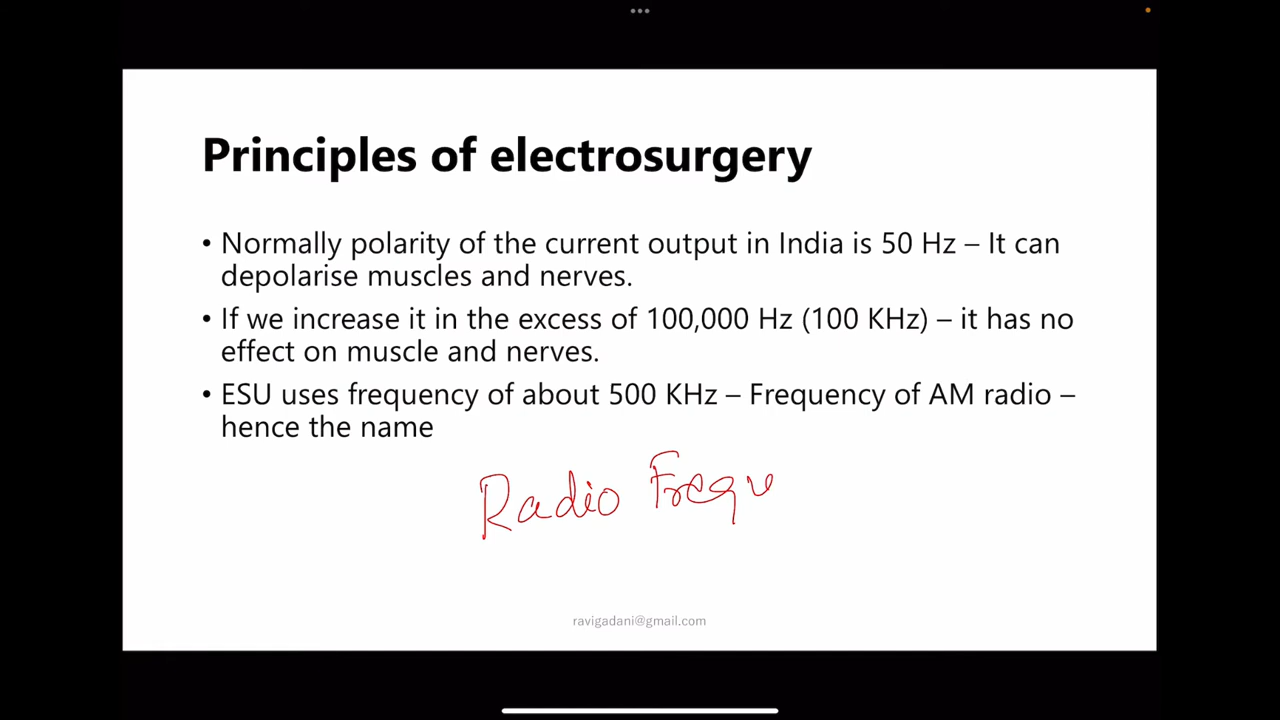 Principles of electrosurgery
• Normally polarity of the current output in India is 50 Hz – It can
depolarise muscles and nerves.
• If we increase it in the excess of 100,000 Hz (100 KHz) – it has no
effect on muscle and nerves.
• ESU uses frequency of about 500 KHz – Frequency of AM radio –
hence the name
Radio Frequ
ravigadani@gmail.com